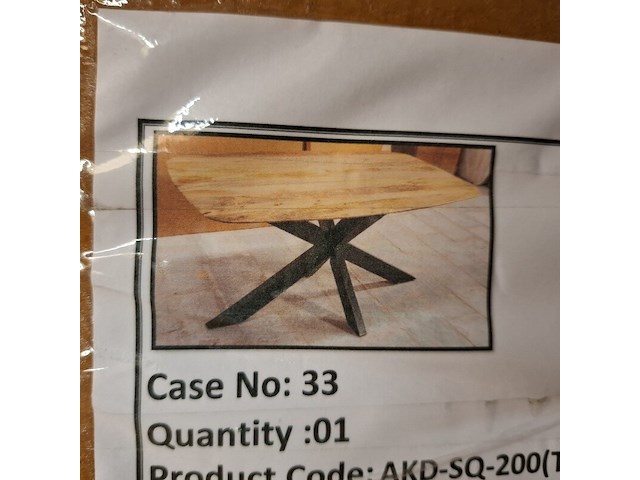 Case No: 33
Quantity :01
Product Code: AKD-SQ-200(T